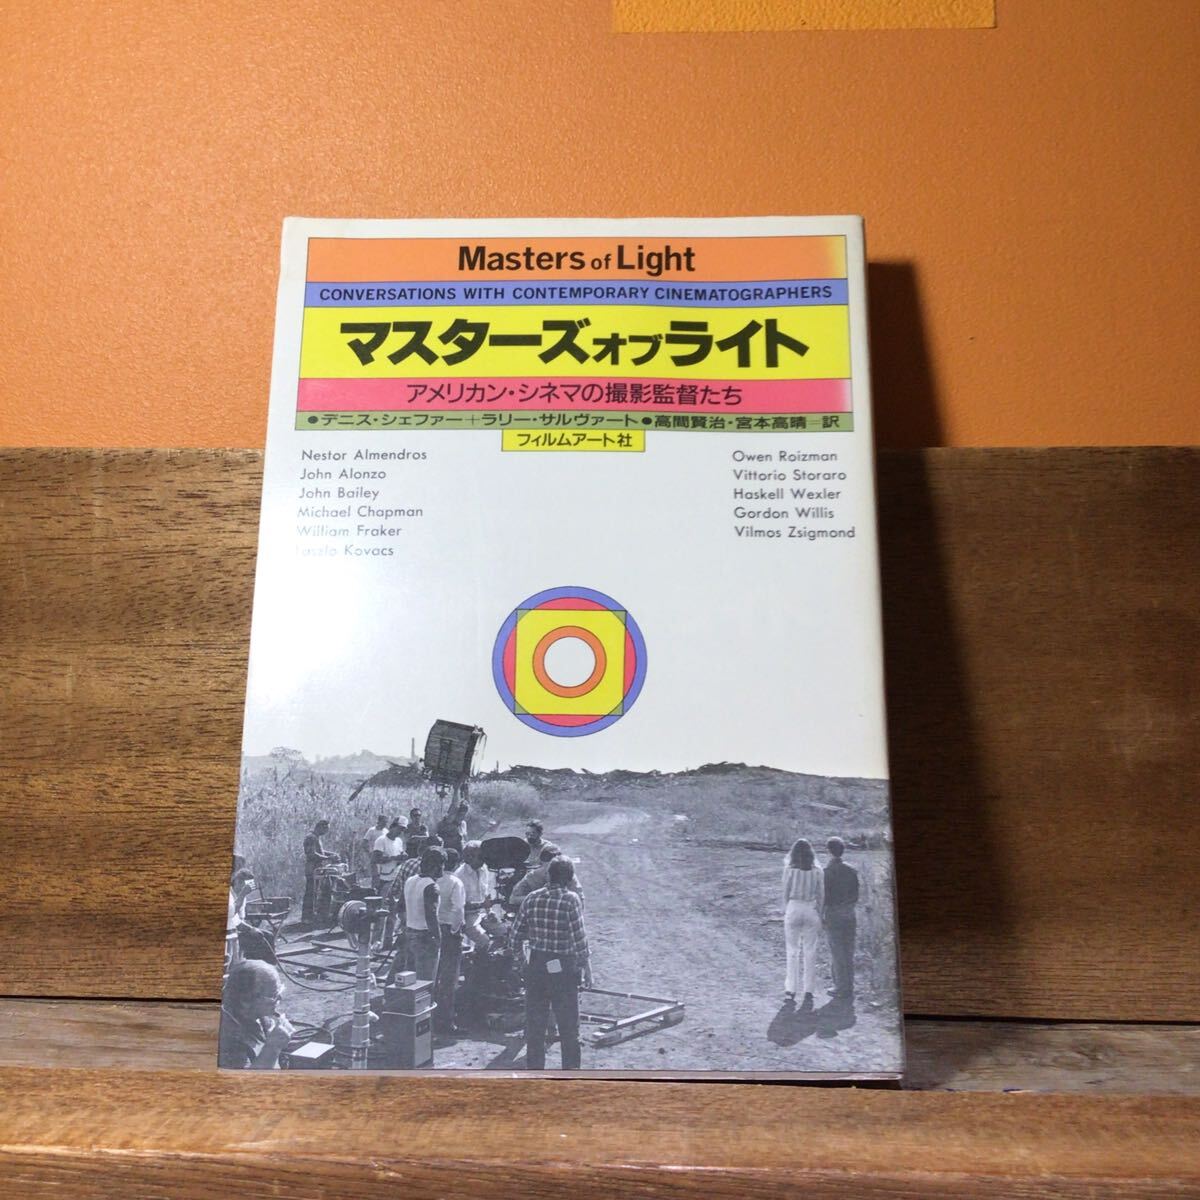 Masters of Light
CONVERSATIONS WITH CONTEMPORARY CINEMATOGRAPHERS
マスターズオブライト
アメリカン・シネマの撮影監督たち
●デニス・シェファー+ラリー・サルヴァート●高間賢治・宮本高晴=訳
フィルムアート社
Nestor Almendros
John Alonzo
John Bailey
Michael Chapman
William Fraker
Laszlo Kovacs
Owen Roizman
Vittorio Storaro
Haskell Wexler
Gordon Willis
Vilmos Zsigmond